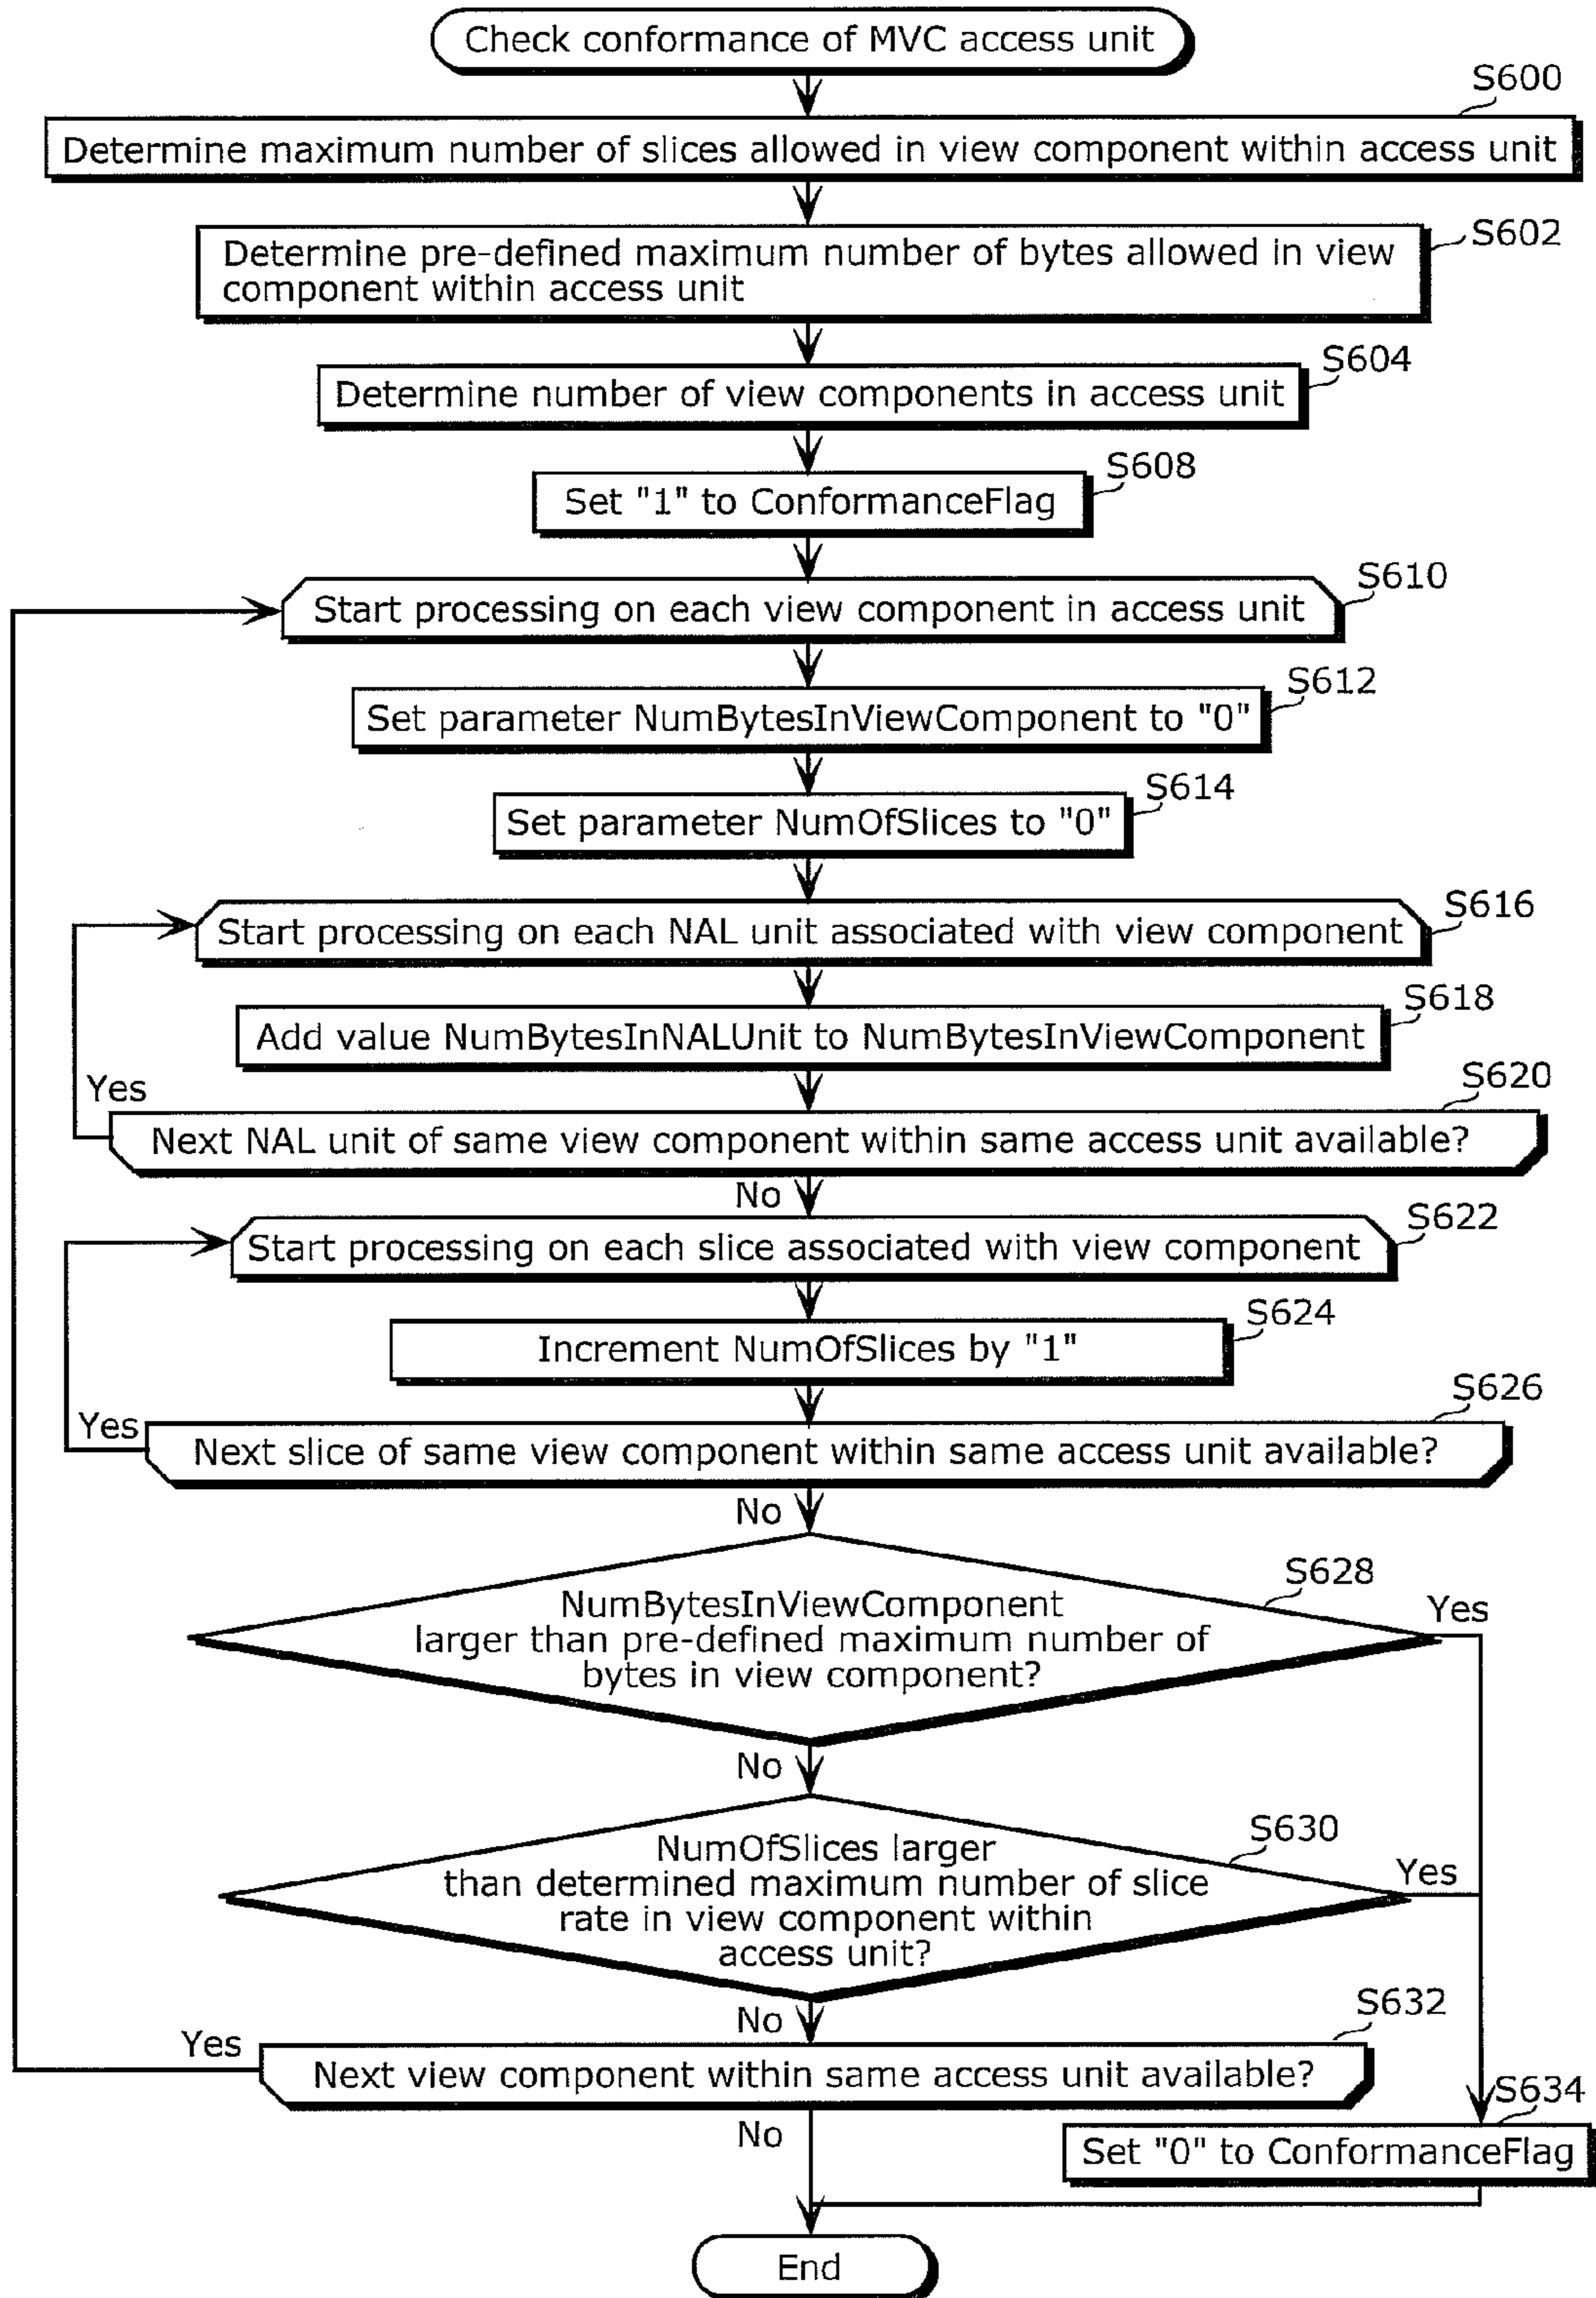 Check conformance of MVC access unit
S600
Determine maximum number of slices allowed in view component within access unit
S602
Determine pre-defined maximum number of bytes allowed in view
component within access unit
S604
Determine number of view components in access unit
S608
Set "1" to ConformanceFlag
S610
Start processing on each view component in access unit
S612
Set parameter NumBytesInViewComponent to "0"
S614
Set parameter NumOfSlices to "0"
S616
Start processing on each NAL unit associated with view component
S618
Add value NumBytesInNALUnit to NumBytesInViewComponent
Yes
S620
Next NAL unit of same view component within same access unit available?
No
S622
Start processing on each slice associated with view component
S624
Increment NumOfSlices by "1"
S626
Yes
Next slice of same view component within same access unit available?
No
S628
Yes
NumBytesInViewComponent
larger than pre-defined maximum number of
bytes in view component?
No
S630
Yes
NumOfSlices larger
than determined maximum number of slice
rate in view component within
access unit?
No
S632
Yes
Next view component within same access unit available?
S634
No
Set "0" to ConformanceFlag
End